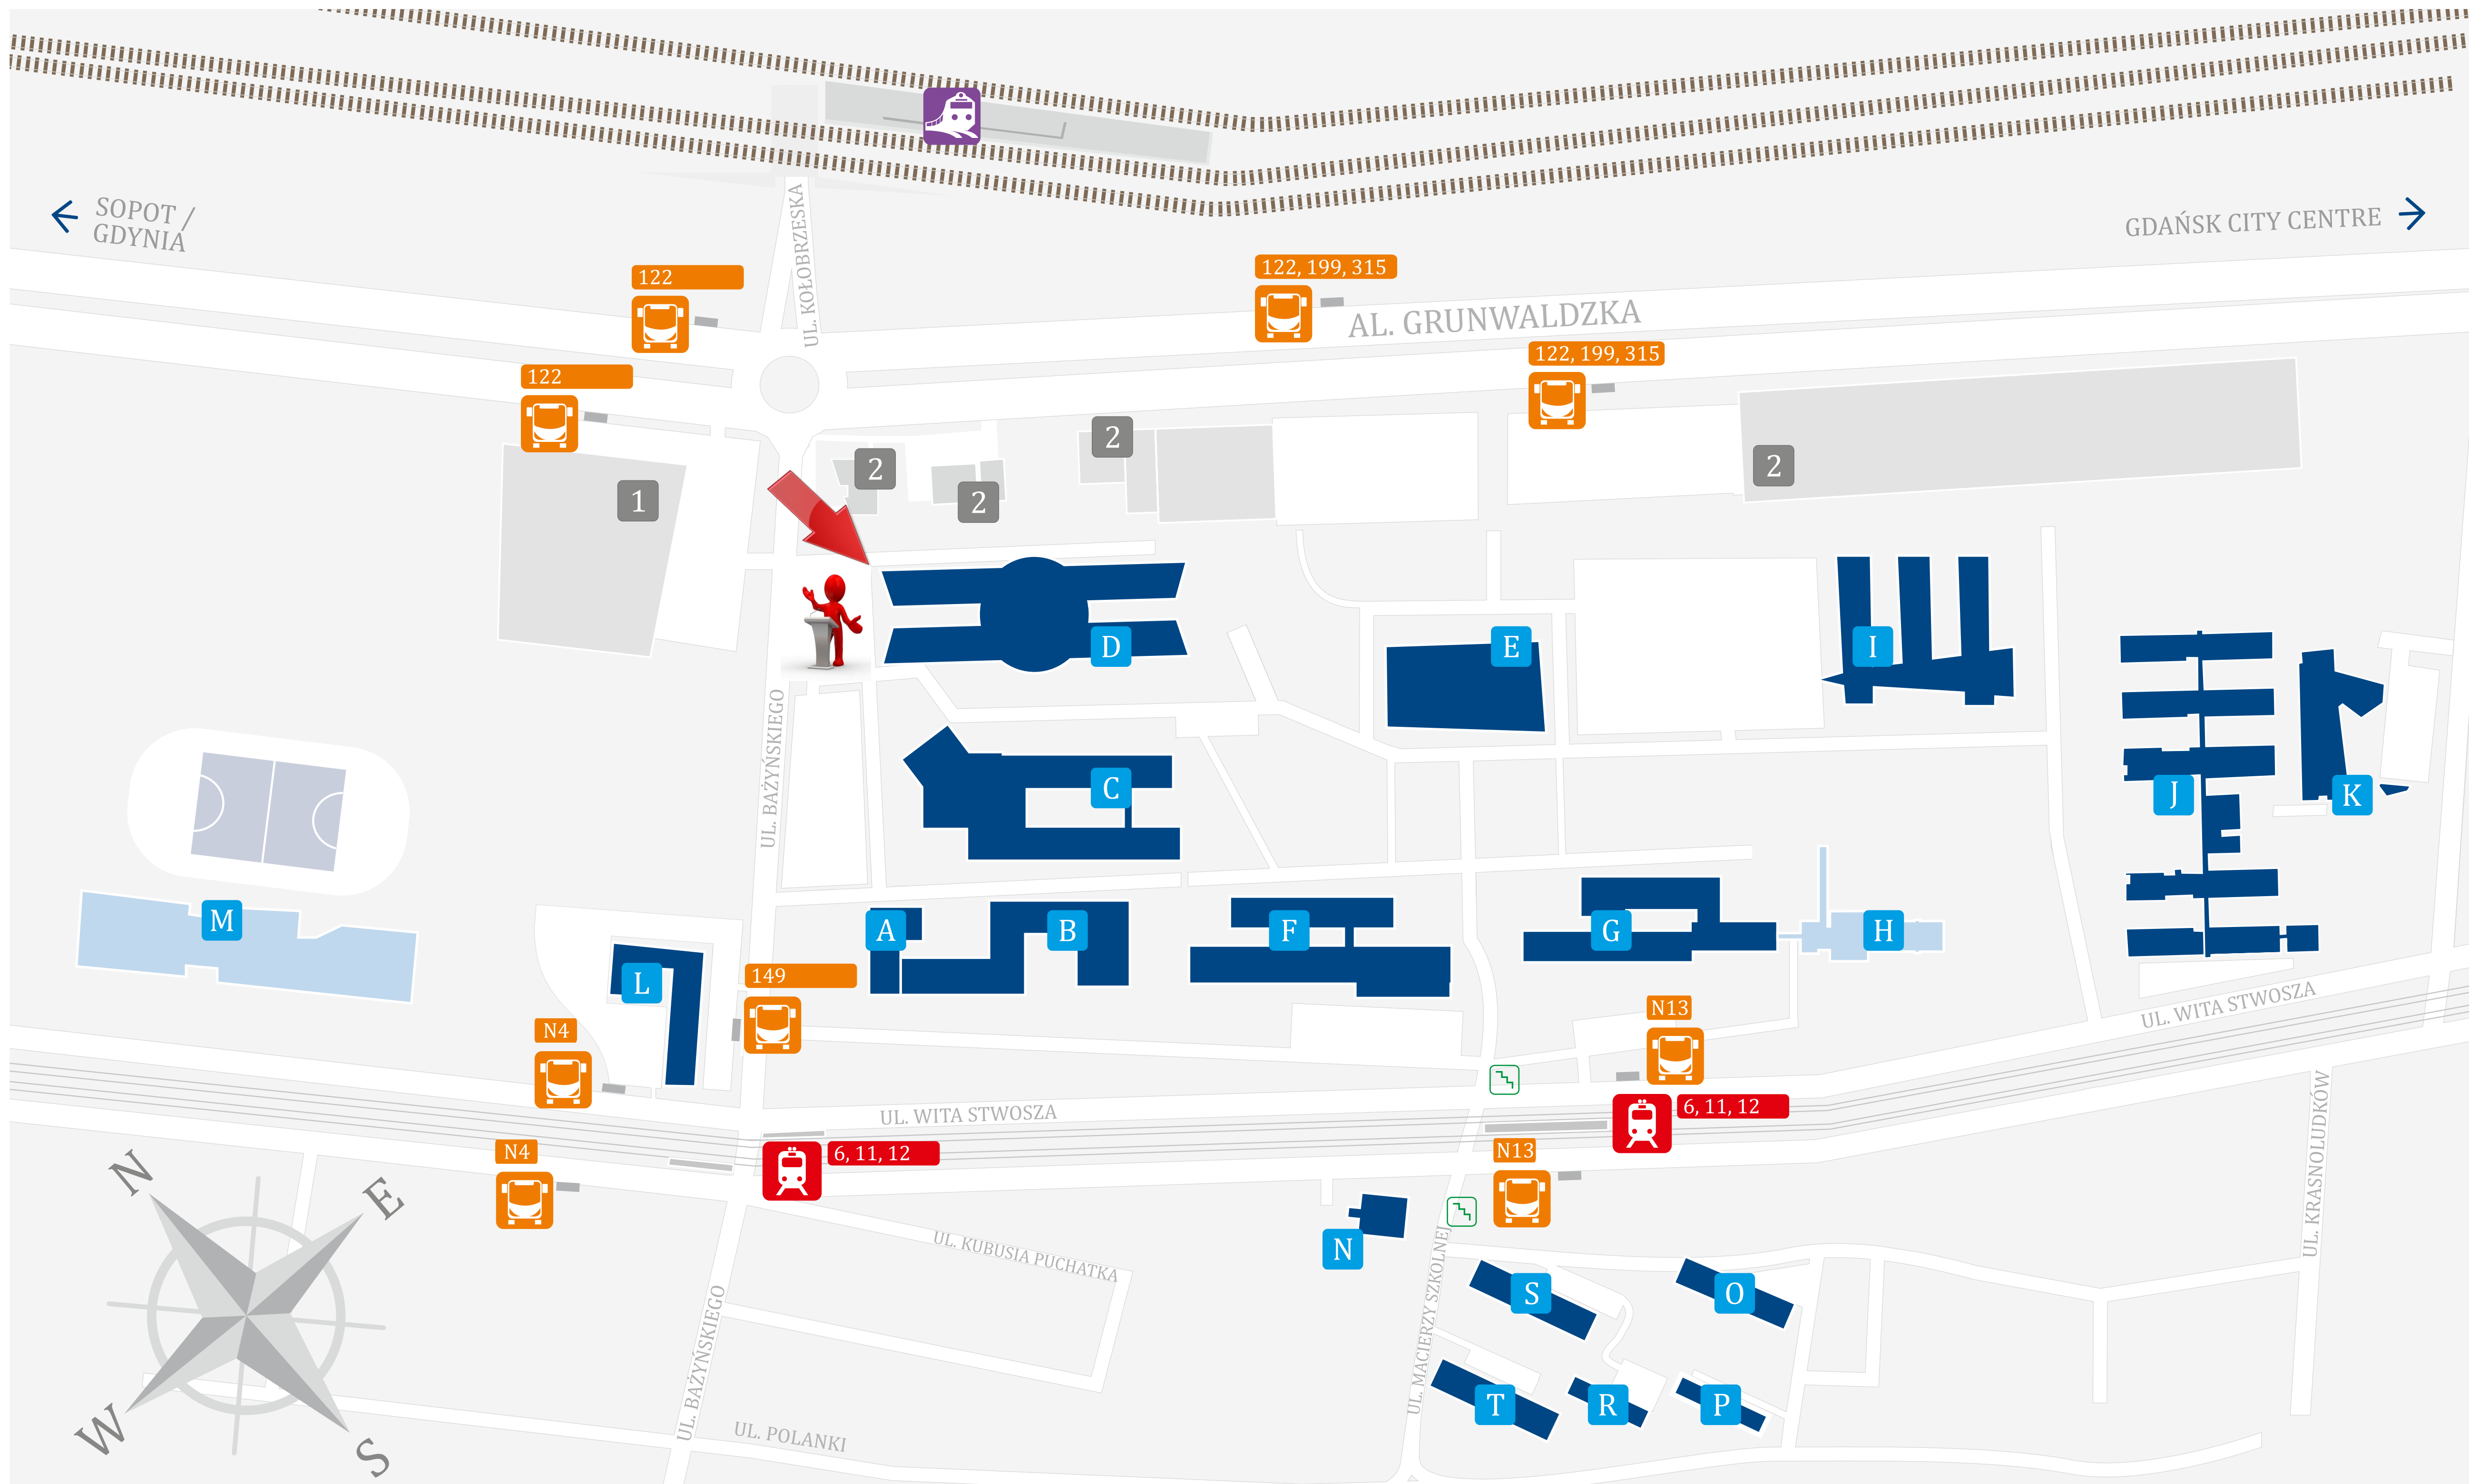 SOPOT /
GDYNIA
GDAŃSK CITY CENTRE
UL. KOŁOBRZESKA
122
122, 199, 315
AL. GRUNWALDZKA
122, 199, 315
122
2
2
2
2
1
D
E
I
UL. BAŻYŃSKIEGO
C
J
K
M
A
B
F
G
H
L
149
N4
N13
UL. WITA STWOSZA
UL. WITA STWOSZA
6, 11, 12
6, 11, 12
N4
N13
N
E
W
S
UL. KUBUSIA PUCHATKA
UL. KRASNOLUDKÓW
N
UL. MACIERZY SZKOLNEJ
S
O
UL. BAŻYŃSKIEGO
T
R
P
UL. POLANKI